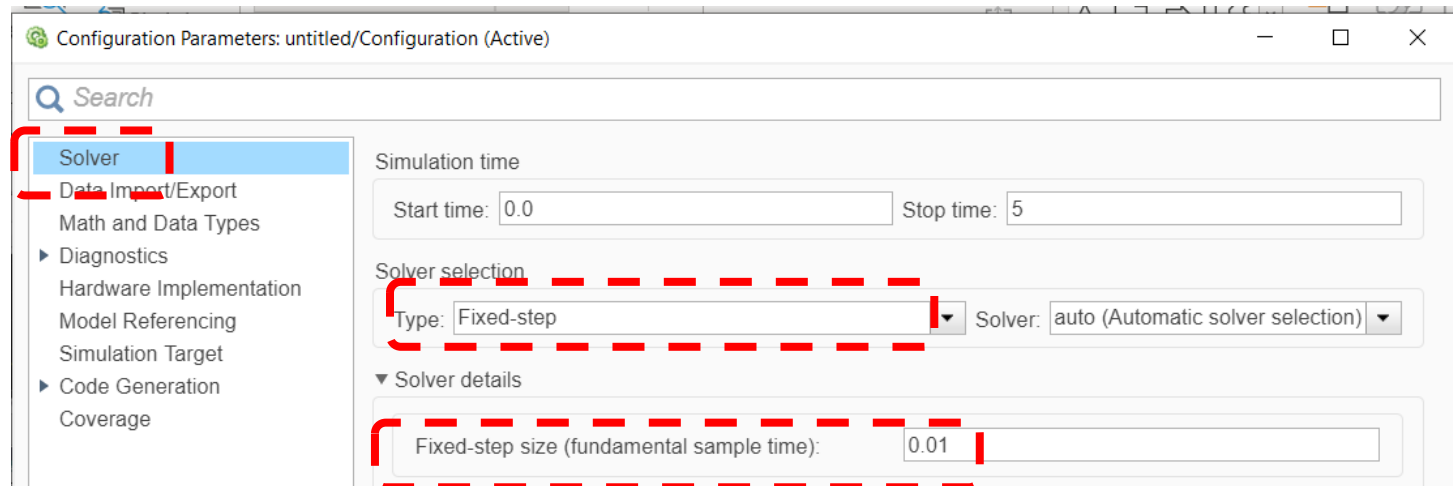 Configuration Parameters: untitled/Configuration (Active)
Search
Solver
Data Import/Export
Math and Data Types
Diagnostics
Hardware Implementation
Model Referencing
Simulation Target
Code Generation
Coverage
Simulation time
Start time: 0.0 Stop time: 5
Solver selection
Type: Fixed-step Solver: auto (Automatic solver selection)
Solver details
Fixed-step size (fundamental sample time): 0.01